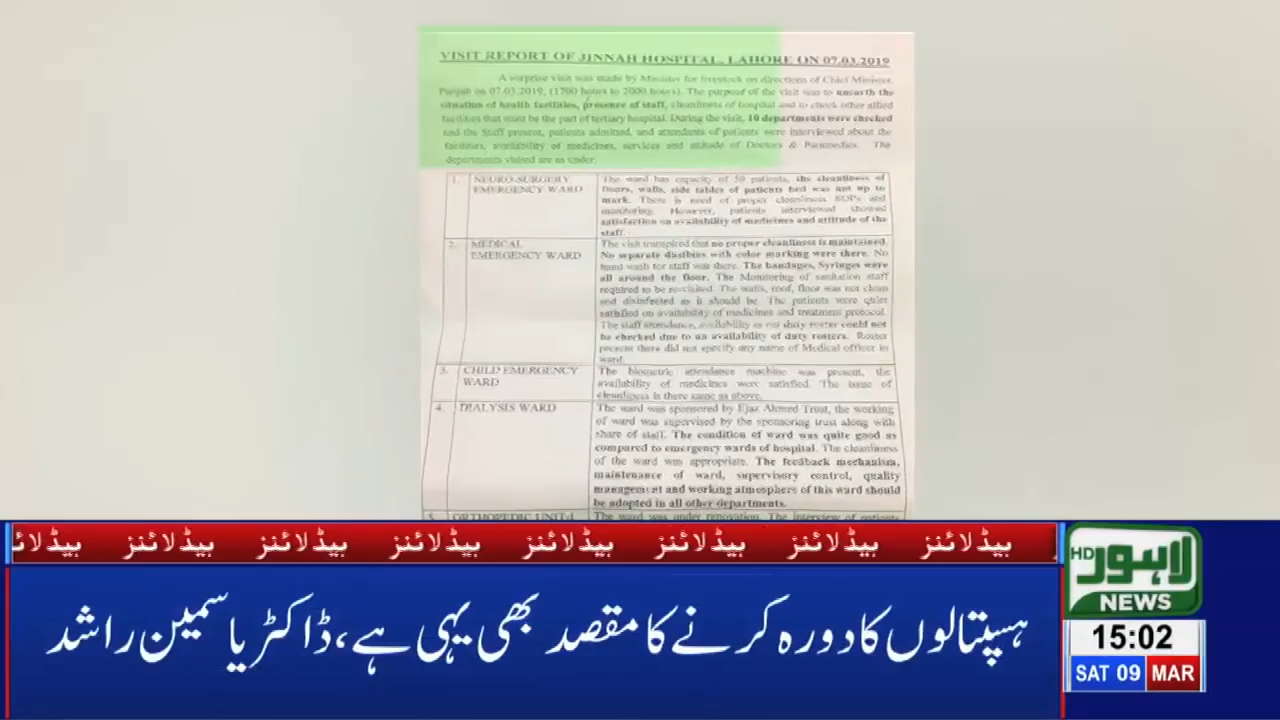 VISIT REPORT OF JINNAH HOSPITAL, LAHORE ON 07.03.2019
A surprise visit was made by Minister for livestock on directions of Chief Minister,
Punjab on 07.03.2019, (1700 hours to 2000 hours). The purpose of the visit was to unearth the
situation of health facilities, presence of staff, cleanliness of hospital and to check other allied
facilities that must be the part of tertiary hospital. During the visit, 10 departments were checked
and the Staff present, patients admitted, and attendants of patients were interviewed about the
facilities, availability of medicines, services and attitude of Doctors & Paramedics. The
departments visited are as under:
1. NEURO-SURGERY
EMERGENCY WARD
The ward has capacity of 50 patients, the cleanliness of
floors, walls, side tables of patients bed was not up to
mark. There is need of proper cleanliness SOPs and
monitoring. However, patients interviewed showed
satisfaction on availability of medicines and attitude of the
staff.
2. MEDICAL
EMERGENCY WARD
The visit transpired that no proper cleanliness is maintained.
No separate dustbins with color marking were there. No
hand wash for staff was there. The bandages, Syringes were
all around the floor. The Monitoring of sanitation staff
required to be re-visited. The walls, roof, floor was not clean
and disinfected as it should be. The patients were quiet
satisfied on availability of medicines and treatment protocol.
The staff attendance, availability as our duty roster could not
be checked due to un availability of duty rosters. Roster
present there did not specify any name of Medical officer in
ward.
3. CHILD EMERGENCY
WARD
The biometric attendance machine was present, the
availability of medicines were satisfied. The issue of
cleanliness is there same as above.
4. DIALYSIS WARD
The ward was sponsored by Ejaz Ahmed Trust, the working
of ward was supervised by the sponsoring trust along with
share of staff. The condition of ward was quite good as
compared to emergency wards of hospital. The cleanliness
of the ward was appropriate. The feedback mechanism,
maintenance of ward, supervisory control, quality
management and working atmosphere of this ward should
be adopted in all other departments.
5. ORTHOPEDIC UNIT-I
The ward was under renovation. The interview of patients
ہیڈلائنز ہیڈلائنز ہیڈلائنز ہیڈلائنز ہیڈلائنز ہیڈلائنز ہیڈلائنز ہیڈلائنز
ہسپتالوں کا دورہ کرنے کا مقصد بھی یہی ہے، ڈاکٹر یاسمین راشد
لاہور HD
NEWS
15:02
SAT 09 MAR